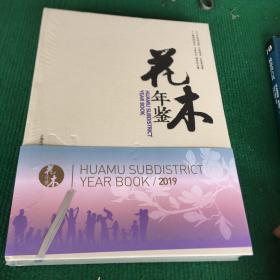 花木
年鉴
HUAMU SUBDISTRICT
YEAR BOOK
花木
HUAMU SUBDISTRICT
YEAR BOOK / 2019